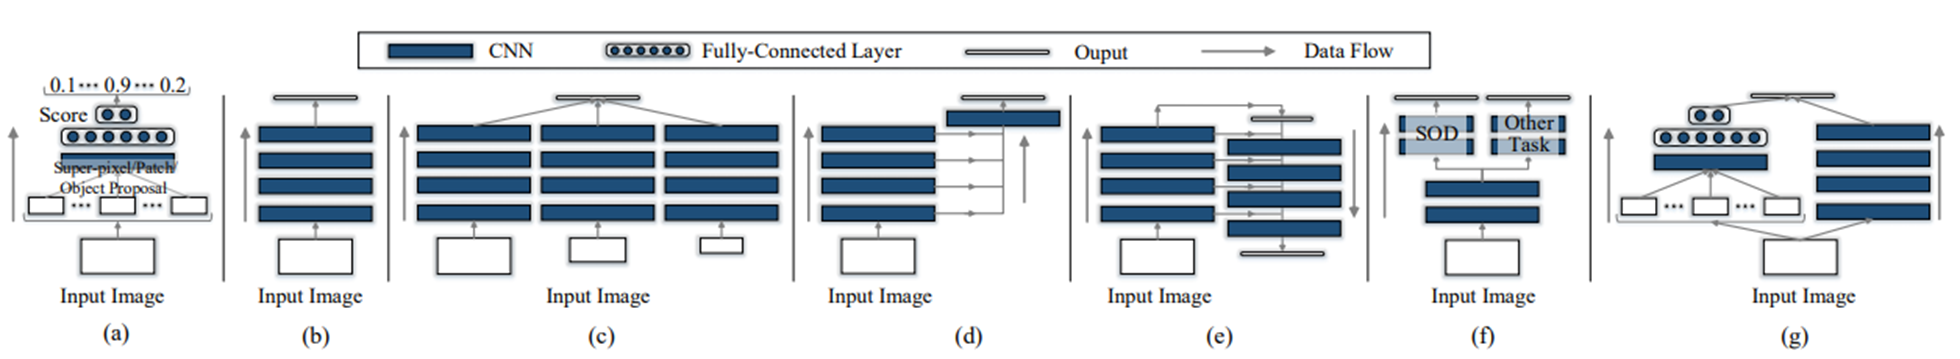 CNN Fully-Connected Layer Ouput Data Flow
0.1··· 0.9··· 0.2
Score
Super-pixel/Patch/
Object Proposal
··· ···
Input Image
(a)
Input Image
(b)
Input Image
(c)
Input Image
(d)
Input Image
(e)
SOD
Other
Task
Input Image
(f)
··· ···
Input Image
(g)